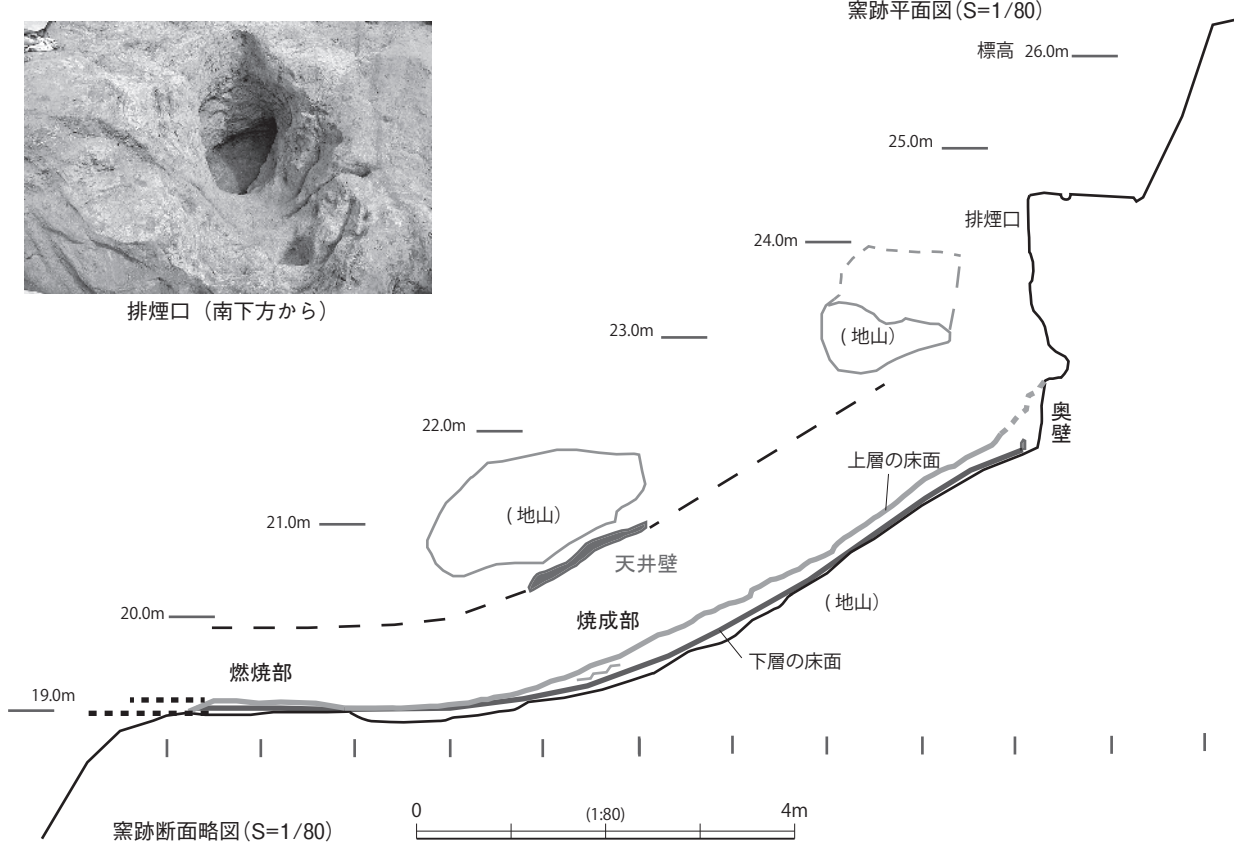 窯跡平面図(S=1/80)
標高 26.0m
25.0m
排煙口
24.0m
排煙口（南下方から）
23.0m
(地山)
22.0m
奥壁
上層の床面
(地山)
21.0m
天井壁
20.0m
焼成部
(地山)
下層の床面
燃焼部
19.0m
0
(1:80)
4m
窯跡断面略図(S=1/80)